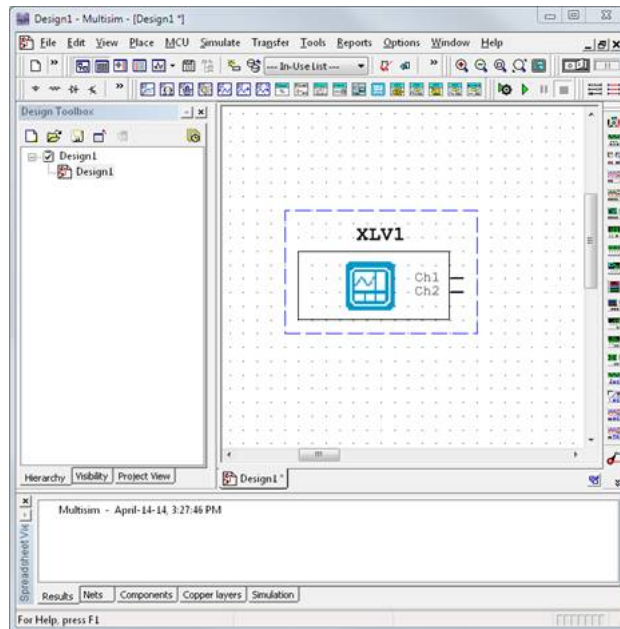 Design1 - Multisim - [Design1 *]
File Edit View Place MCU Simulate Transfer Tools Reports Options Window Help
--- In-Use List ---
Design Toolbox
Design1
Design1
XLV1
Ch1
Ch2
Hierarchy Visibility Project View
Design1 *
Multisim - April-14-14, 3:27:46 PM
Spreadsheet Vie
Results Nets Components Copper layers Simulation
For Help, press F1